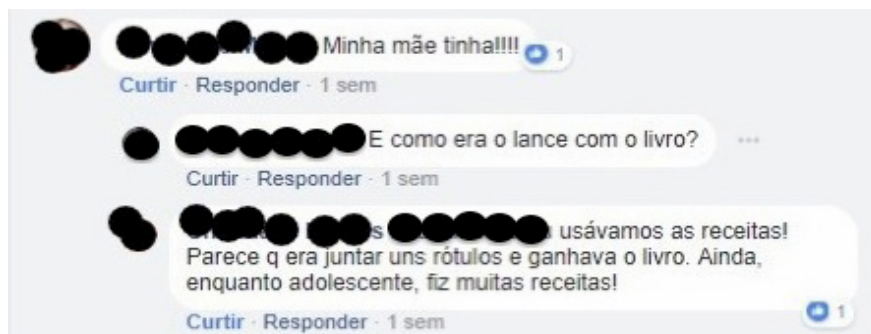 Minha mãe tinha!!!! 1
Curtir · Responder · 1 sem
E como era o lance com o livro?
Curtir · Responder · 1 sem
usávamos as receitas!
Parece q era juntar uns rótulos e ganhava o livro. Ainda,
enquanto adolescente, fiz muitas receitas!
1
Curtir · Responder · 1 sem